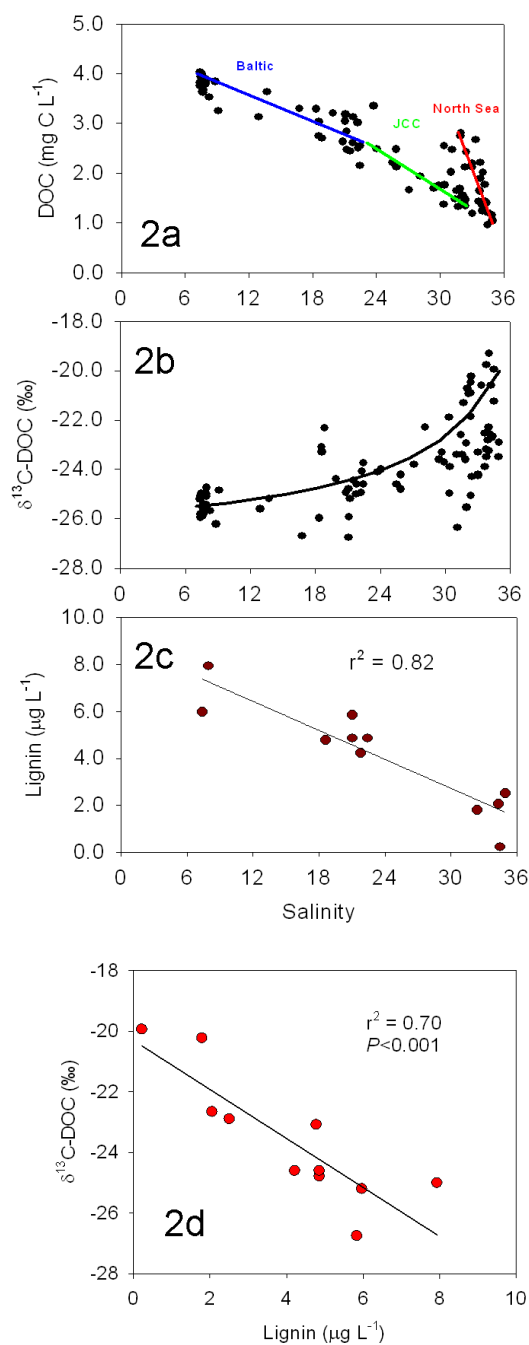 5.0
4.0
3.0
2.0
1.0
0.0
DOC (mg C L⁻¹)
Baltic
JCC
North Sea
2a
0 6 12 18 24 30 36
-18.0
-20.0
-22.0
-24.0
-26.0
-28.0
δ¹³C-DOC (‰)
2b
0 6 12 18 24 30 36
10.0
8.0
6.0
4.0
2.0
0.0
Lignin (µg L⁻¹)
2c
r² = 0.82
0 6 12 18 24 30 36
Salinity
-18
-20
-22
-24
-26
-28
δ¹³C-DOC (‰)
r² = 0.70
P<0.001
2d
0 2 4 6 8 10
Lignin (µg L⁻¹)